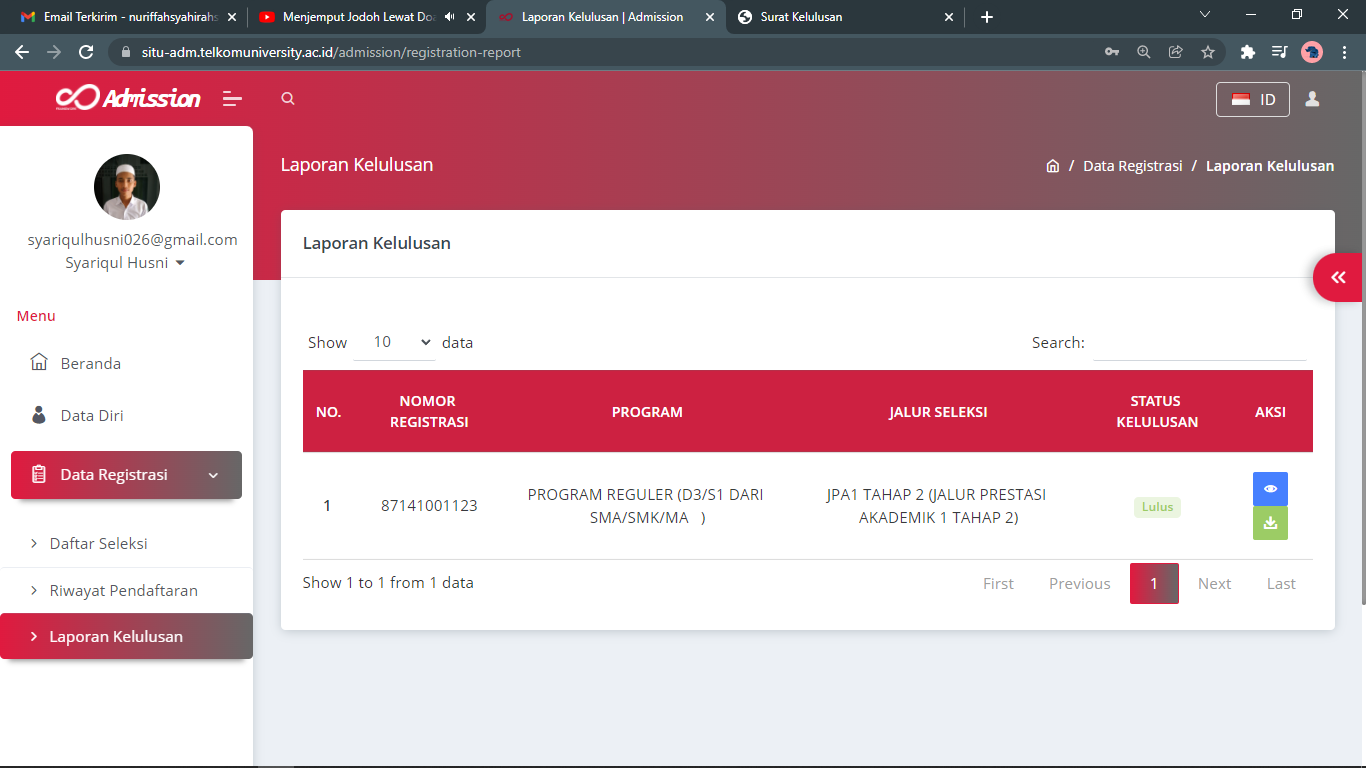 Email Terkirim - nuriffahsyahirahs
Menjemput Jodoh Lewat Doa
Laporan Kelulusan | Admission
Surat Kelulusan
situ-adm.telkomuniversity.ac.id/admission/registration-report
Admission
ID
Laporan Kelulusan
/ Data Registrasi / Laporan Kelulusan
syariqulhusni026@gmail.com
Syariqul Husni
Menu
Beranda
Data Diri
Data Registrasi
Daftar Seleksi
Riwayat Pendaftaran
Laporan Kelulusan
Laporan Kelulusan
Show 10 data
Search:
NO. NOMOR REGISTRASI PROGRAM JALUR SELEKSI STATUS KELULUSAN AKSI
1 87141001123 PROGRAM REGULER (D3/S1 DARI SMA/SMK/MA ) JPA1 TAHAP 2 (JALUR PRESTASI AKADEMIK 1 TAHAP 2) Lulus
Show 1 to 1 from 1 data
First Previous 1 Next Last